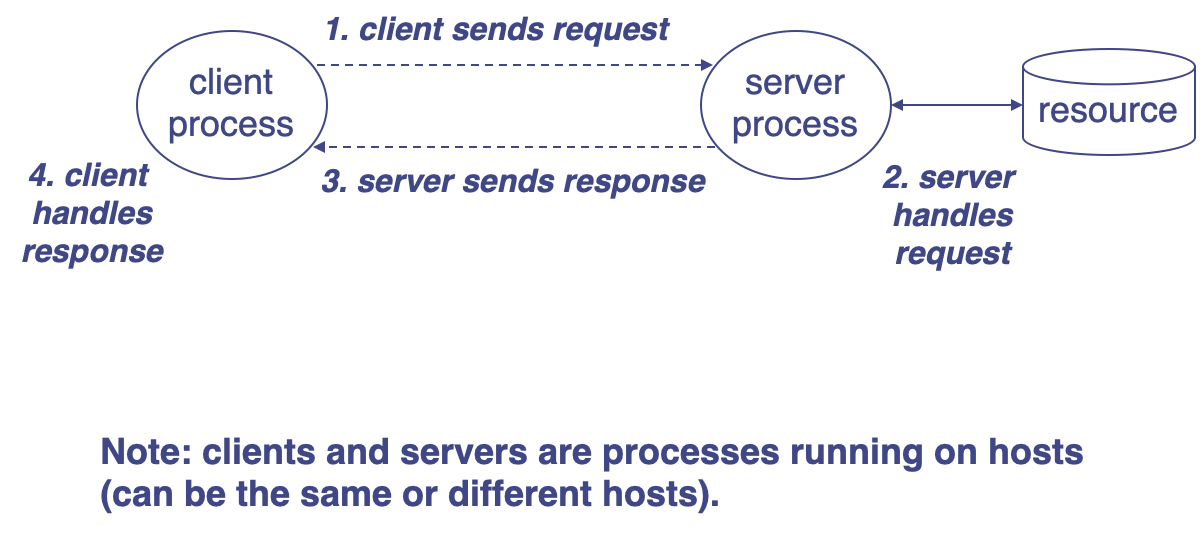 1. client sends request
client
process
server
process
resource
3. server sends response
4. client
handles
response
2. server
handles
request
Note: clients and servers are processes running on hosts
(can be the same or different hosts).